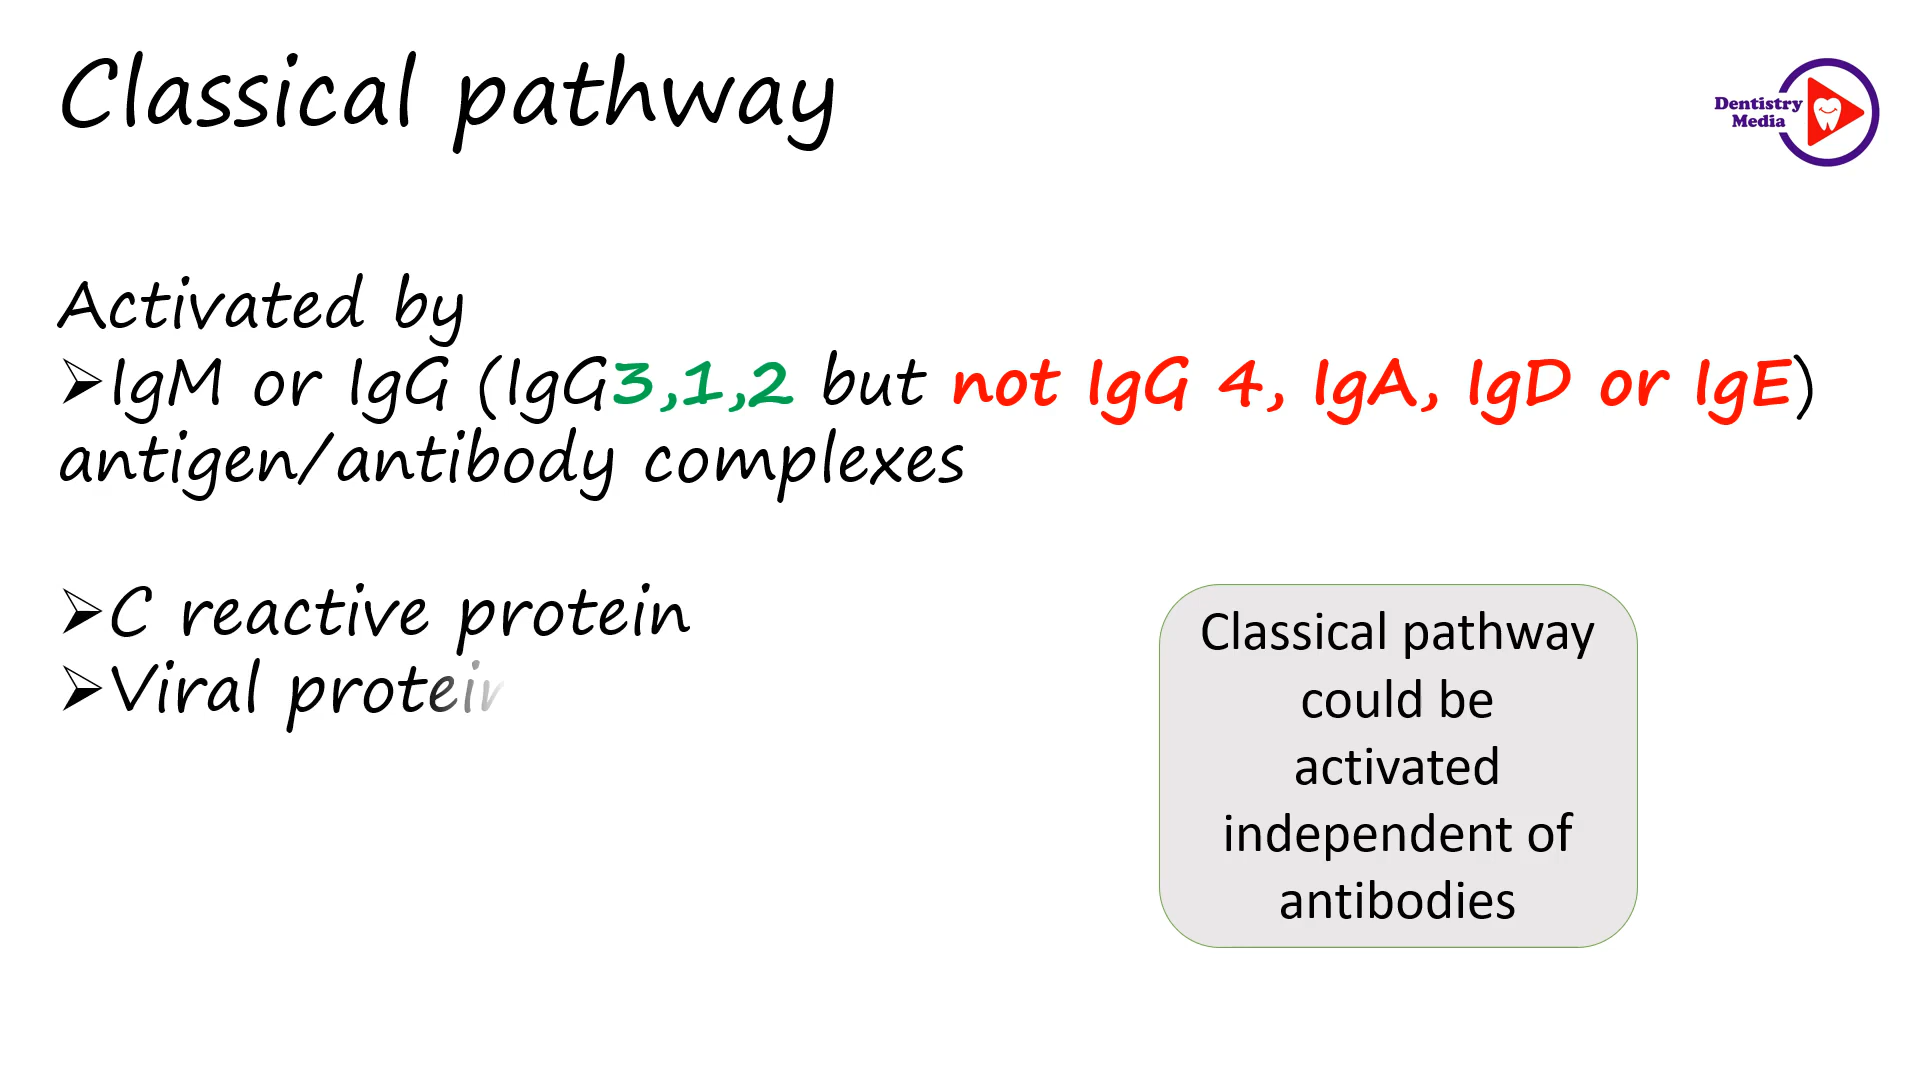 Classical pathway
Dentistry
Media
Activated by
➢IgM or IgG (IgG3,1,2 but not IgG 4, IgA, IgD or IgE)
antigen/antibody complexes
➢C reactive protein
➢Viral protein
Classical pathway
could be
activated
independent of
antibodies